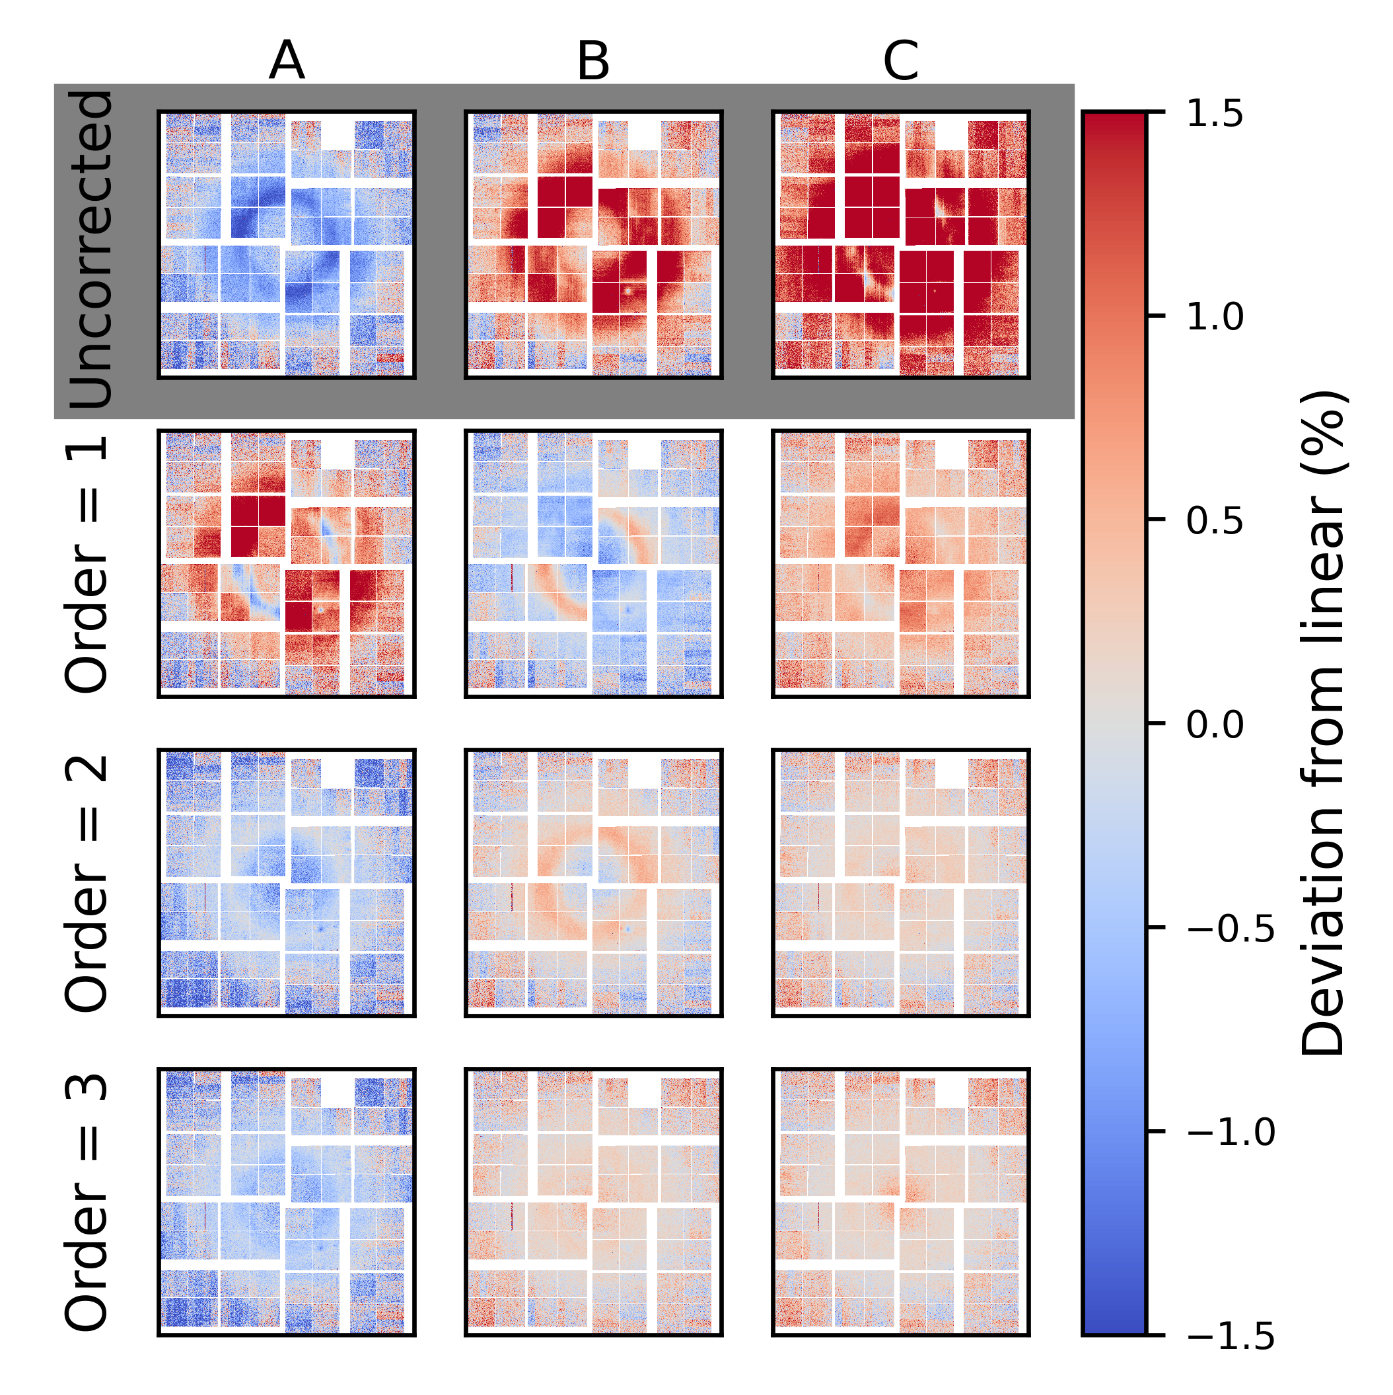 A B C
Uncorrected
Order = 1
Order = 2
Order = 3
1.5
1.0
0.5
0.0
−0.5
−1.0
−1.5
Deviation from linear (%)